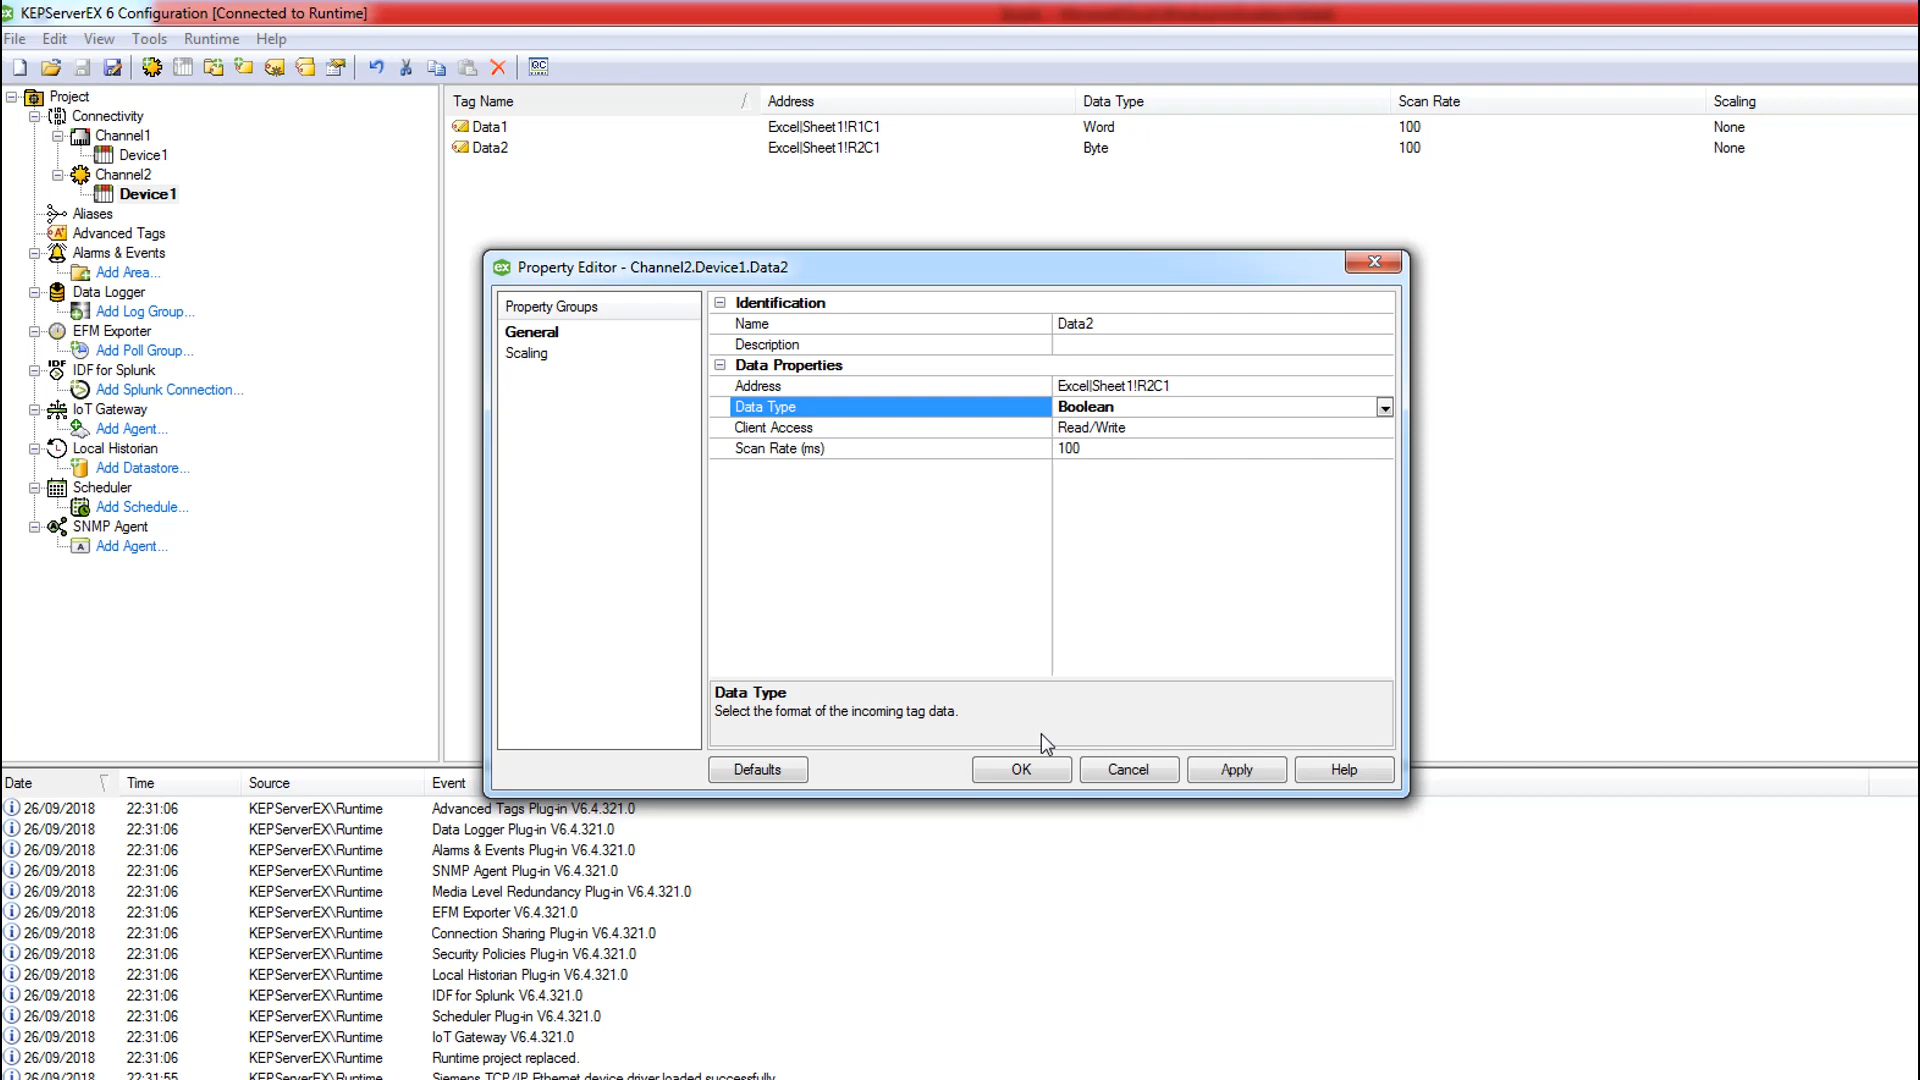 KEPServerEX 6 Configuration [Connected to Runtime]
File Edit View Tools Runtime Help
QC
Project
Connectivity
Channel1
Device1
Channel2
Device1
Aliases
Advanced Tags
Alarms & Events
Add Area...
Data Logger
Add Log Group...
EFM Exporter
Add Poll Group...
IDF for Splunk
Add Splunk Connection...
IoT Gateway
Add Agent...
Local Historian
Add Datastore...
Scheduler
Add Schedule...
SNMP Agent
Add Agent...
Tag Name Address Data Type Scan Rate Scaling
Data1 Excel|Sheet1!R1C1 Word 100 None
Data2 Excel|Sheet1!R2C1 Byte 100 None
Property Editor - Channel2.Device1.Data2
Property Groups
General
Scaling
Identification
Name Data2
Description
Data Properties
Address Excel|Sheet1!R2C1
Data Type Boolean
Client Access Read/Write
Scan Rate (ms) 100
Data Type
Select the format of the incoming tag data.
Defaults OK Cancel Apply Help
Date Time Source Event
26/09/2018 22:31:06 KEPServerEX\Runtime Advanced Tags Plug-in V6.4.321.0
26/09/2018 22:31:06 KEPServerEX\Runtime Data Logger Plug-in V6.4.321.0
26/09/2018 22:31:06 KEPServerEX\Runtime Alarms & Events Plug-in V6.4.321.0
26/09/2018 22:31:06 KEPServerEX\Runtime SNMP Agent Plug-in V6.4.321.0
26/09/2018 22:31:06 KEPServerEX\Runtime Media Level Redundancy Plug-in V6.4.321.0
26/09/2018 22:31:06 KEPServerEX\Runtime EFM Exporter V6.4.321.0
26/09/2018 22:31:06 KEPServerEX\Runtime Connection Sharing Plug-in V6.4.321.0
26/09/2018 22:31:06 KEPServerEX\Runtime Security Policies Plug-in V6.4.321.0
26/09/2018 22:31:06 KEPServerEX\Runtime Local Historian Plug-in V6.4.321.0
26/09/2018 22:31:06 KEPServerEX\Runtime IDF for Splunk V6.4.321.0
26/09/2018 22:31:06 KEPServerEX\Runtime Scheduler Plug-in V6.4.321.0
26/09/2018 22:31:06 KEPServerEX\Runtime IoT Gateway V6.4.321.0
26/09/2018 22:31:06 KEPServerEX\Runtime Runtime project replaced.
26/09/2018 22:31:55 KEPServerEX\Runtime Siemens TCP/IP Ethernet device driver loaded successfully